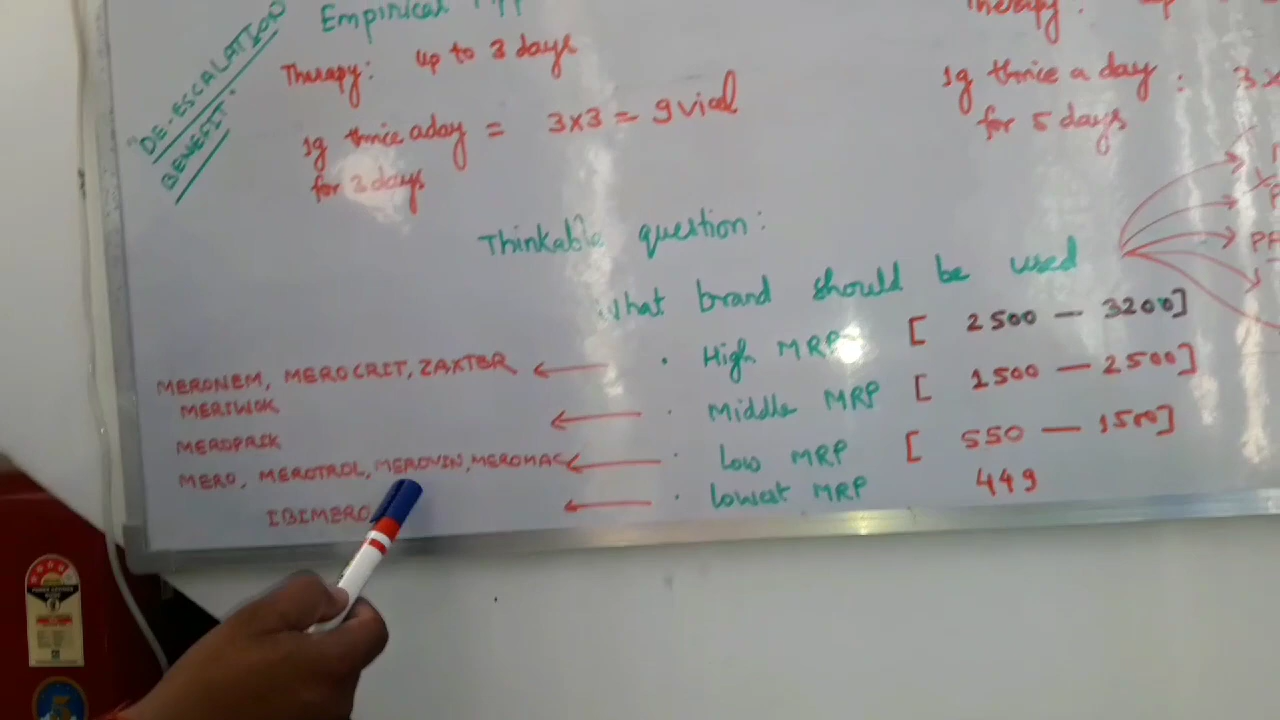 "DE-ESCALATION
BENEFIT"
Empirical
Therapy: up to 3 days
1g thrice a day = 3x3 = 9 vial
for 3 days
Therapy:
1g thrice a day :
for 5 days
Thinkable question:
What brand should be used
MERONEM, MEROCRIT, ZAXTER ← · High MRP [ 2500 — 3200]
← · Middle MRP [ 1500 — 2500]
MERO, MEROTROL, MEROVIN, MEROMAC ← · Low MRP [ 550 — 1500]
IBIMERO ← · Lowest MRP 449